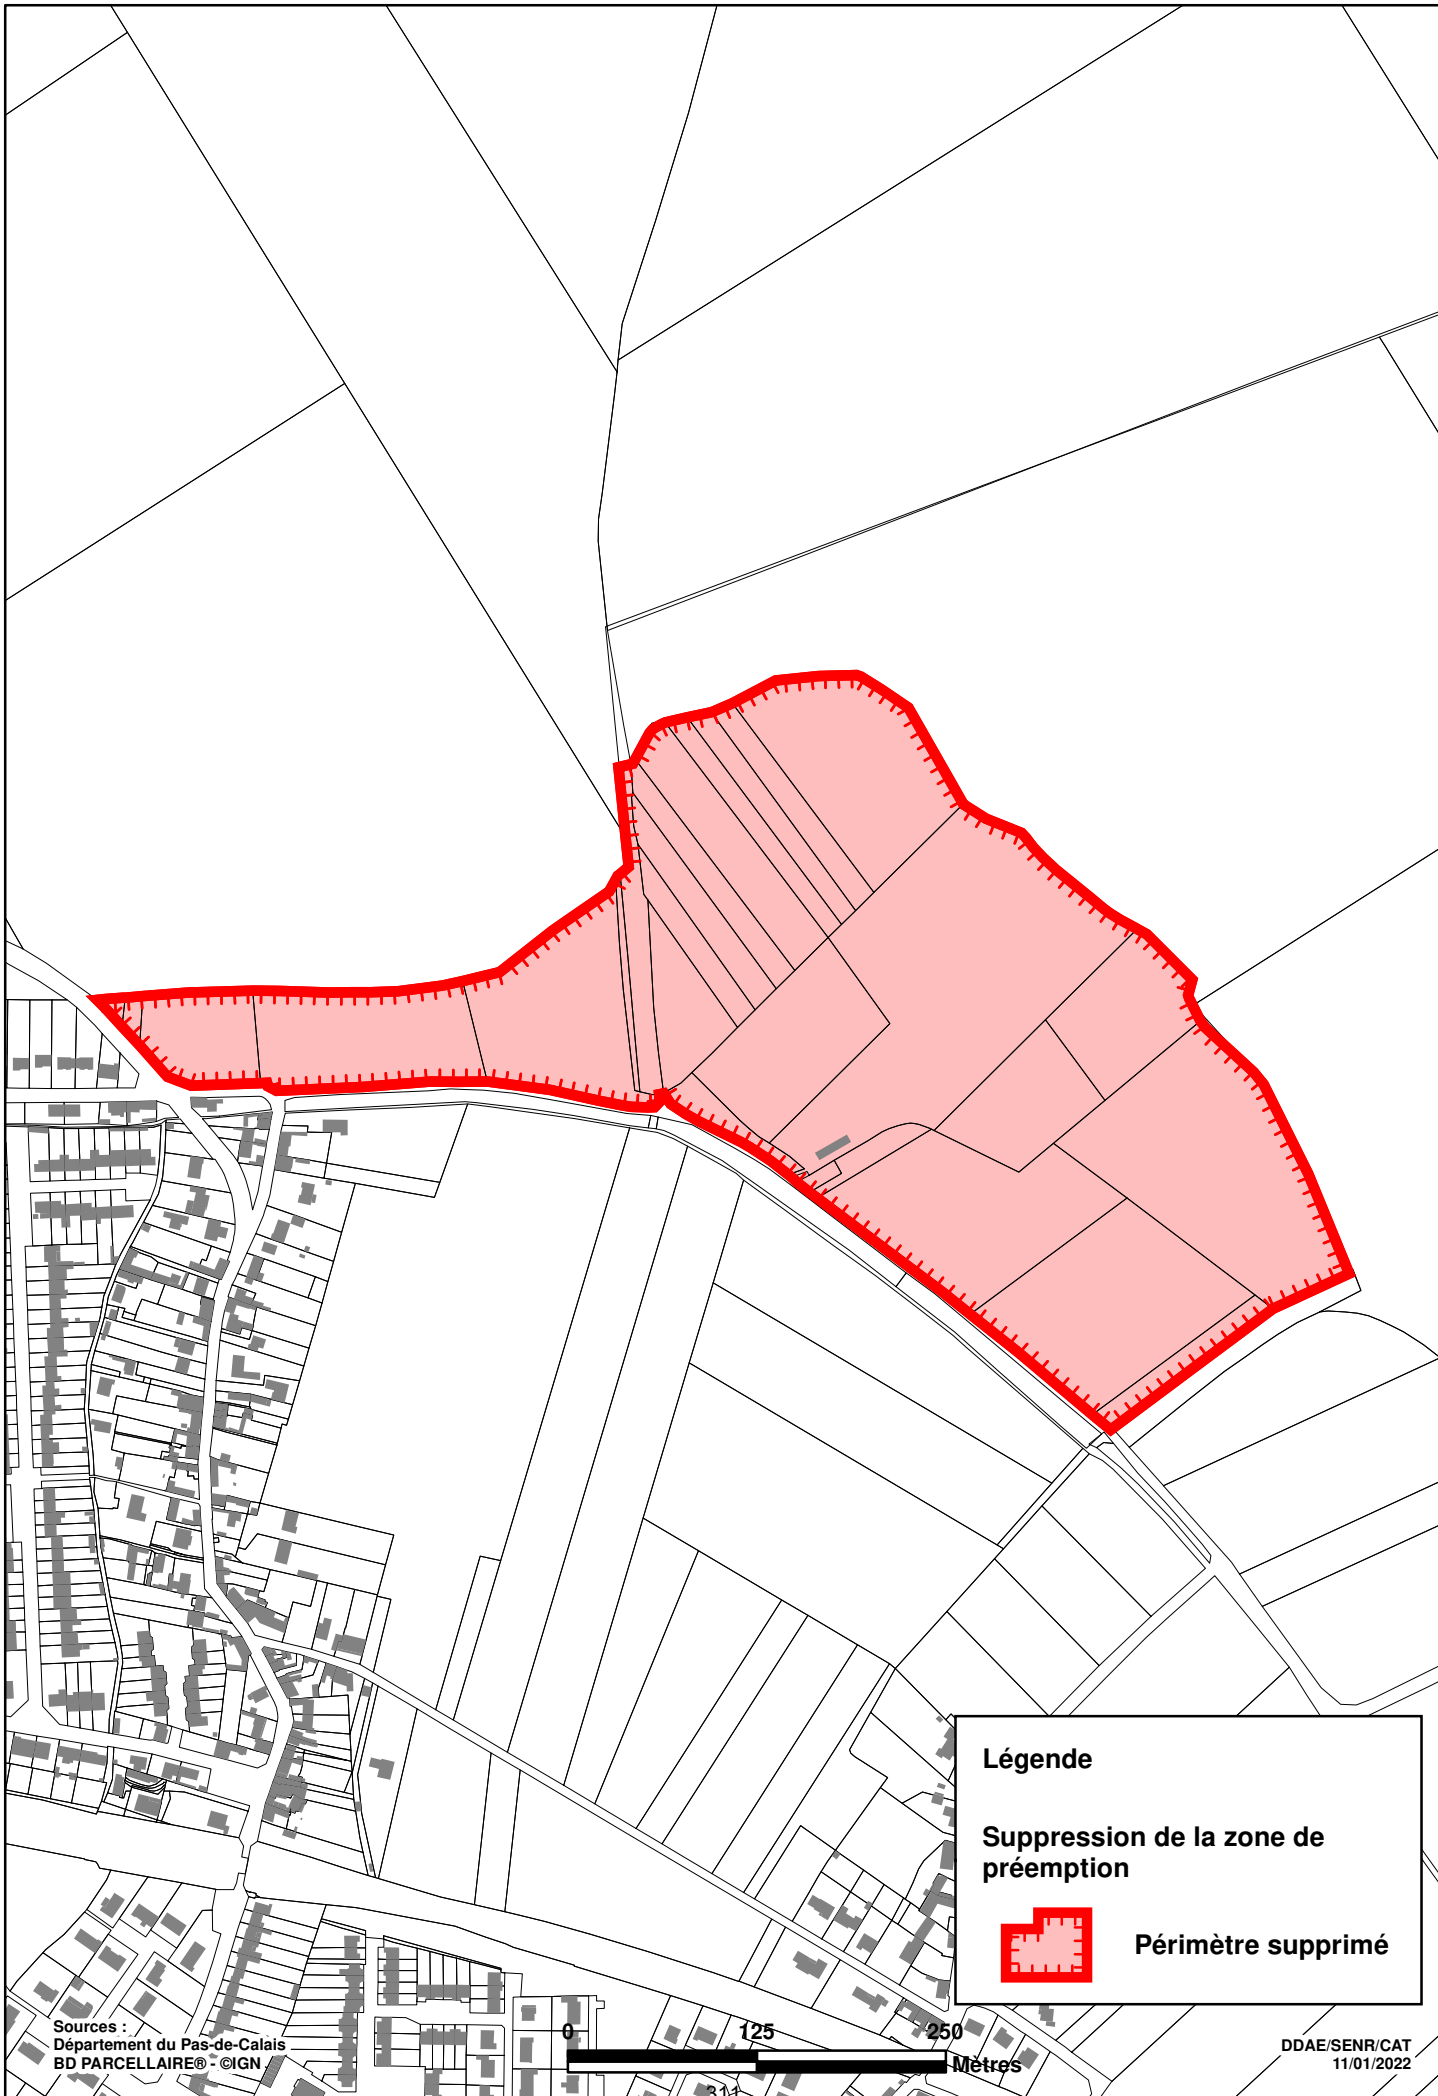 Légende
Suppression de la zone de
préemption
Périmètre supprimé
Sources :
Département du Pas-de-Calais
BD PARCELLAIRE® - ©IGN
0 125 250
Mètres
DDAE/SENR/CAT
11/01/2022
311